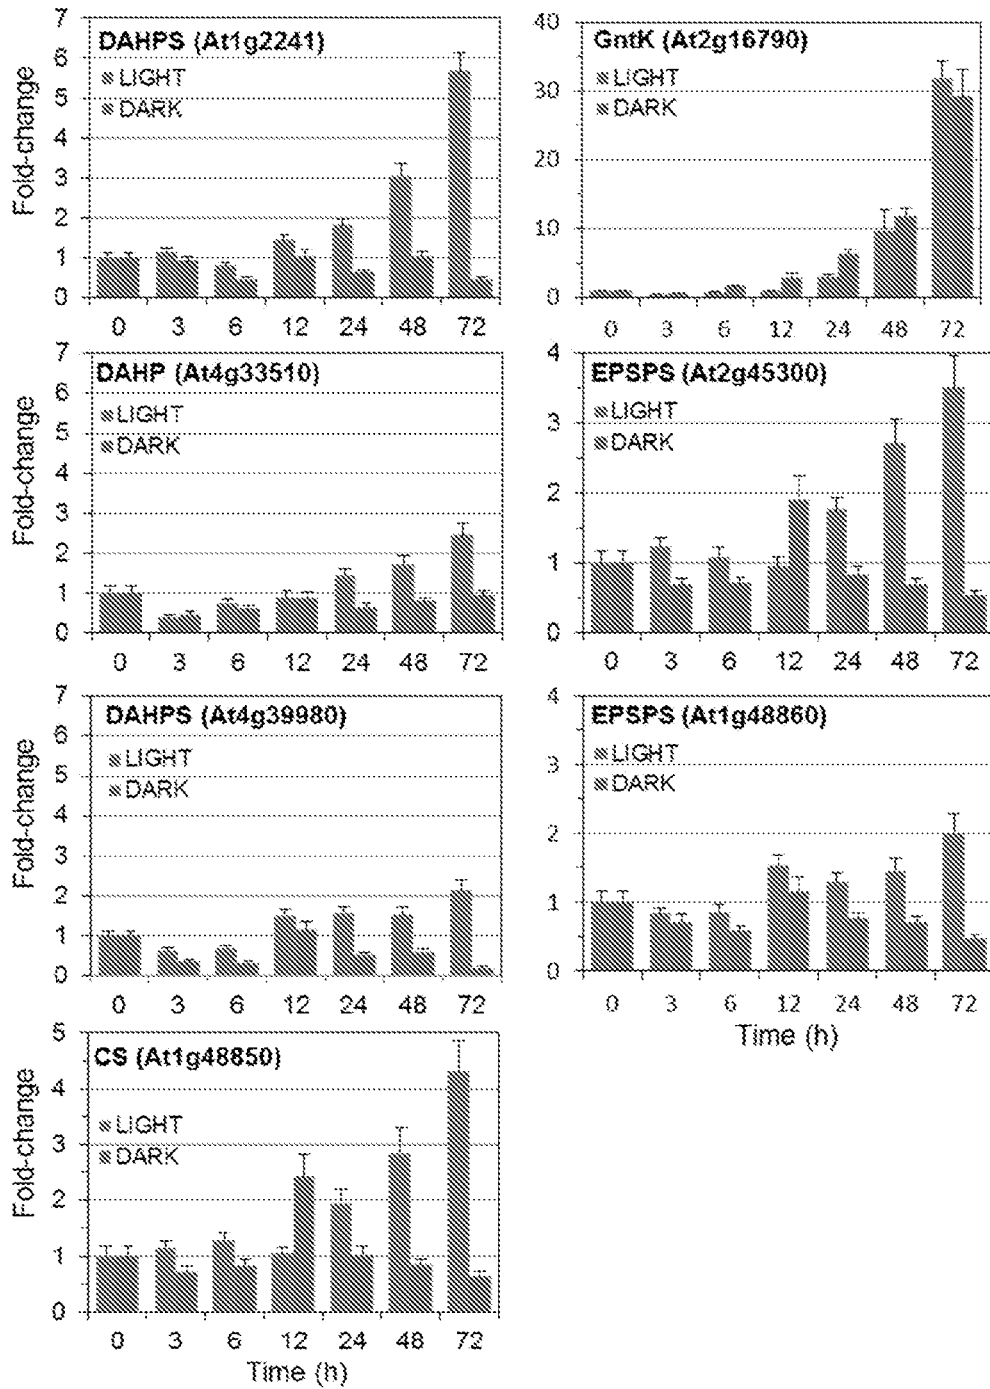 DAHPS (At1g2241)
LIGHT
DARK
Fold-change
7
6
5
4
3
2
1
0
0 3 6 12 24 48 72
GntK (At2g16790)
LIGHT
DARK
40
30
20
10
0
0 3 6 12 24 48 72
DAHP (At4g33510)
LIGHT
DARK
Fold-change
7
6
5
4
3
2
1
0
0 3 6 12 24 48 72
EPSPS (At2g45300)
LIGHT
DARK
4
3
2
1
0
0 3 6 12 24 48 72
DAHPS (At4g39980)
LIGHT
DARK
Fold-change
7
6
5
4
3
2
1
0
0 3 6 12 24 48 72
EPSPS (At1g48860)
LIGHT
DARK
4
3
2
1
0
0 3 6 12 24 48 72
Time (h)
CS (At1g48850)
LIGHT
DARK
Fold-change
5
4
3
2
1
0
0 3 6 12 24 48 72
Time (h)